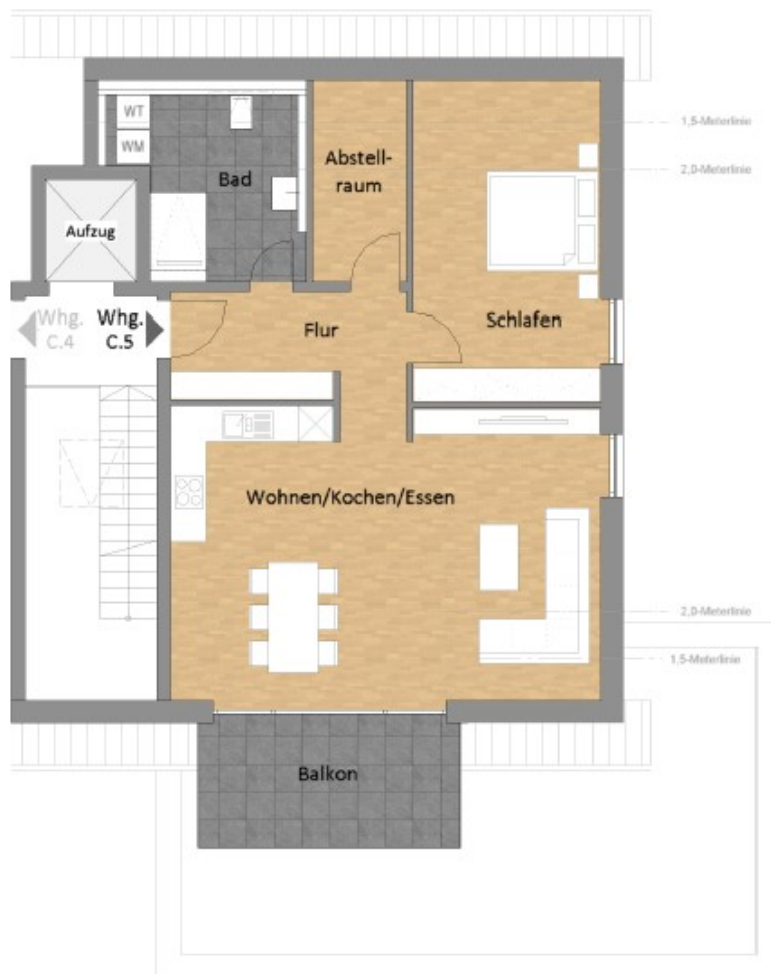 WT
1,5-Meterlinie
WM
Abstell-
raum
2,0-Meterlinie
Bad
Aufzug
Whg.
C.4
Whg.
C.5
Flur
Schlafen
Wohnen/Kochen/Essen
2,0-Meterlinie
1,5-Meterlinie
Balkon